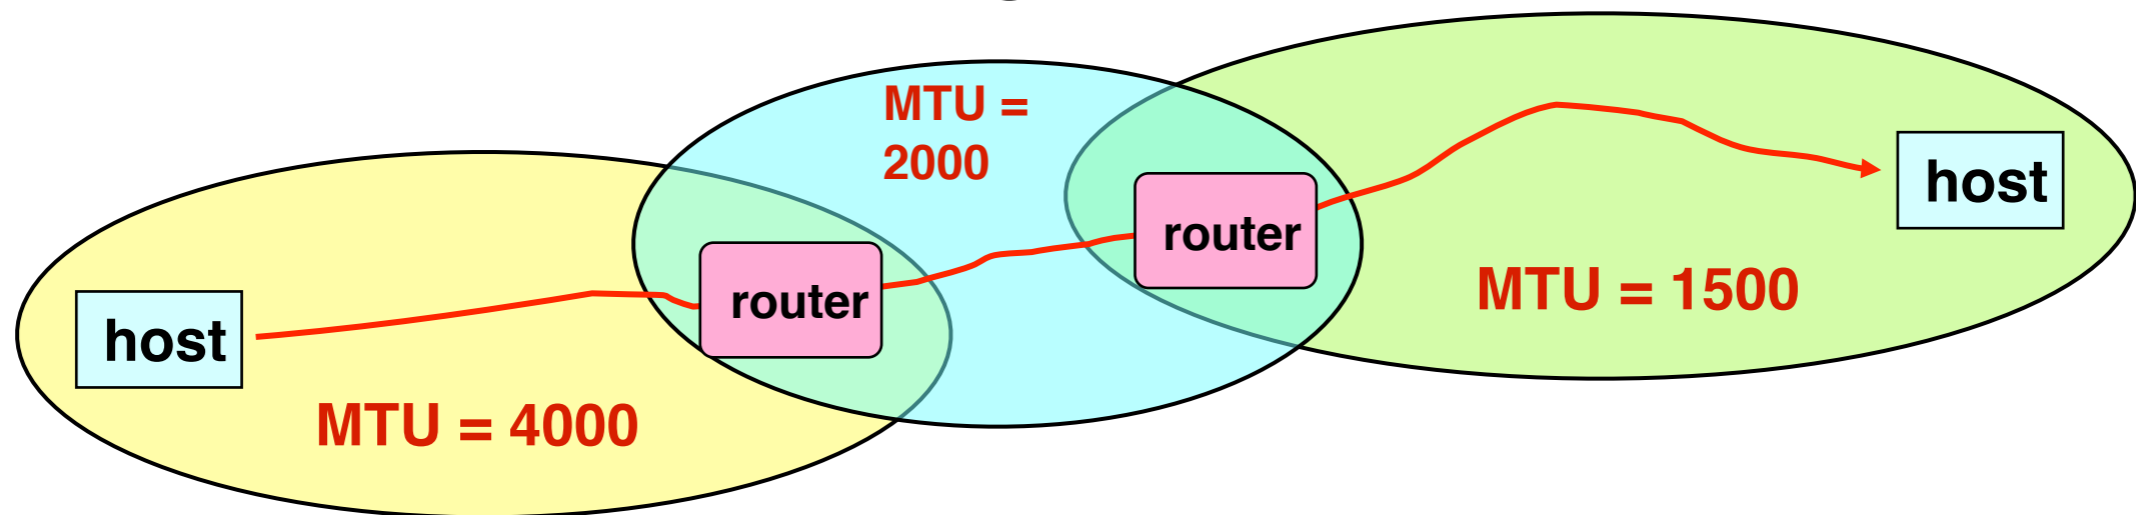 host
MTU = 4000
router
MTU =
2000
router
MTU = 1500
host